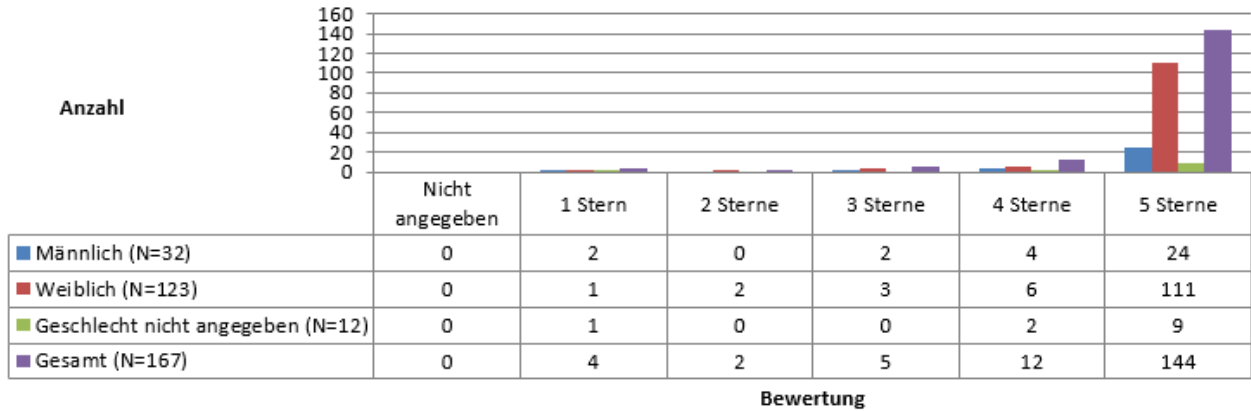 160
140
120
100
80
60
40
20
0
Anzahl
Nicht angegeben 1 Stern 2 Sterne 3 Sterne 4 Sterne 5 Sterne
Männlich (N=32) 0 2 0 2 4 24
Weiblich (N=123) 0 1 2 3 6 111
Geschlecht nicht angegeben (N=12) 0 1 0 0 2 9
Gesamt (N=167) 0 4 2 5 12 144
Bewertung